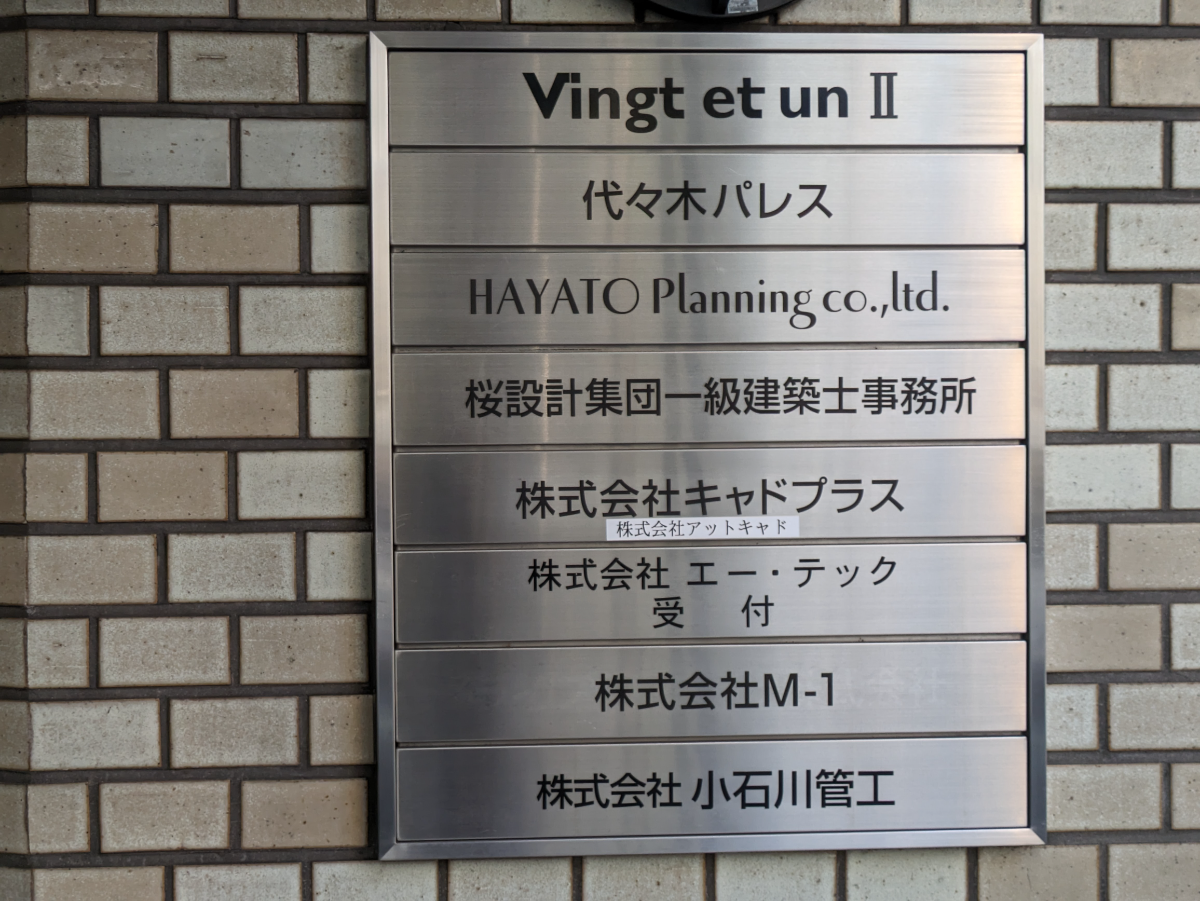 Vingt et un Ⅱ
代々木パレス
HAYATO Planning co.,ltd.
桜設計集団一級建築士事務所
株式会社キャドプラス
株式会社アットキャド
株式会社 エー・テック
受 付
株式会社M-1
株式会社 小石川管工